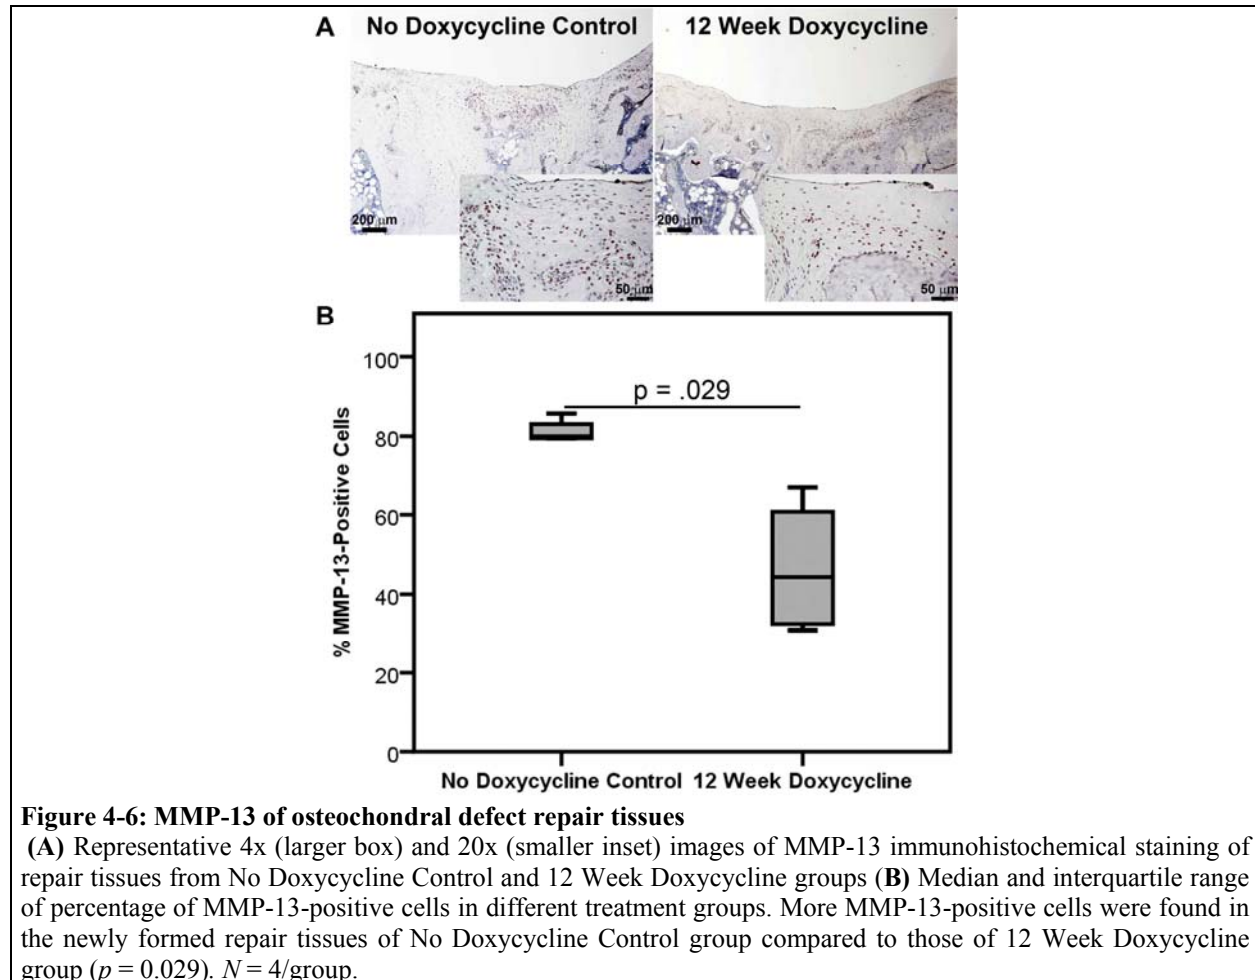 A No Doxycycline Control 12 Week Doxycycline
200 μm
50 μm
200 μm
50 μm
B
100
80
60
40
20
0
% MMP-13-Positive Cells
p = .029
No Doxycycline Control 12 Week Doxycycline
Figure 4-6: MMP-13 of osteochondral defect repair tissues
(A) Representative 4x (larger box) and 20x (smaller inset) images of MMP-13 immunohistochemical staining of
repair tissues from No Doxycycline Control and 12 Week Doxycycline groups (B) Median and interquartile range
of percentage of MMP-13-positive cells in different treatment groups. More MMP-13-positive cells were found in
the newly formed repair tissues of No Doxycycline Control group compared to those of 12 Week Doxycycline
group (p = 0.029). N = 4/group.